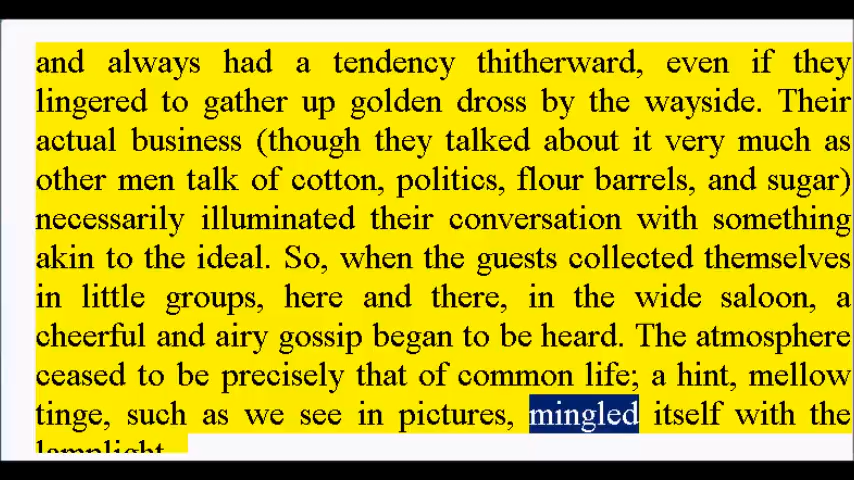 and always had a tendency thitherward, even if they
lingered to gather up golden dross by the wayside. Their
actual business (though they talked about it very much as
other men talk of cotton, politics, flour barrels, and sugar)
necessarily illuminated their conversation with something
akin to the ideal. So, when the guests collected themselves
in little groups, here and there, in the wide saloon, a
cheerful and airy gossip began to be heard. The atmosphere
ceased to be precisely that of common life; a hint, mellow
tinge, such as we see in pictures, mingled itself with the
lamplight.